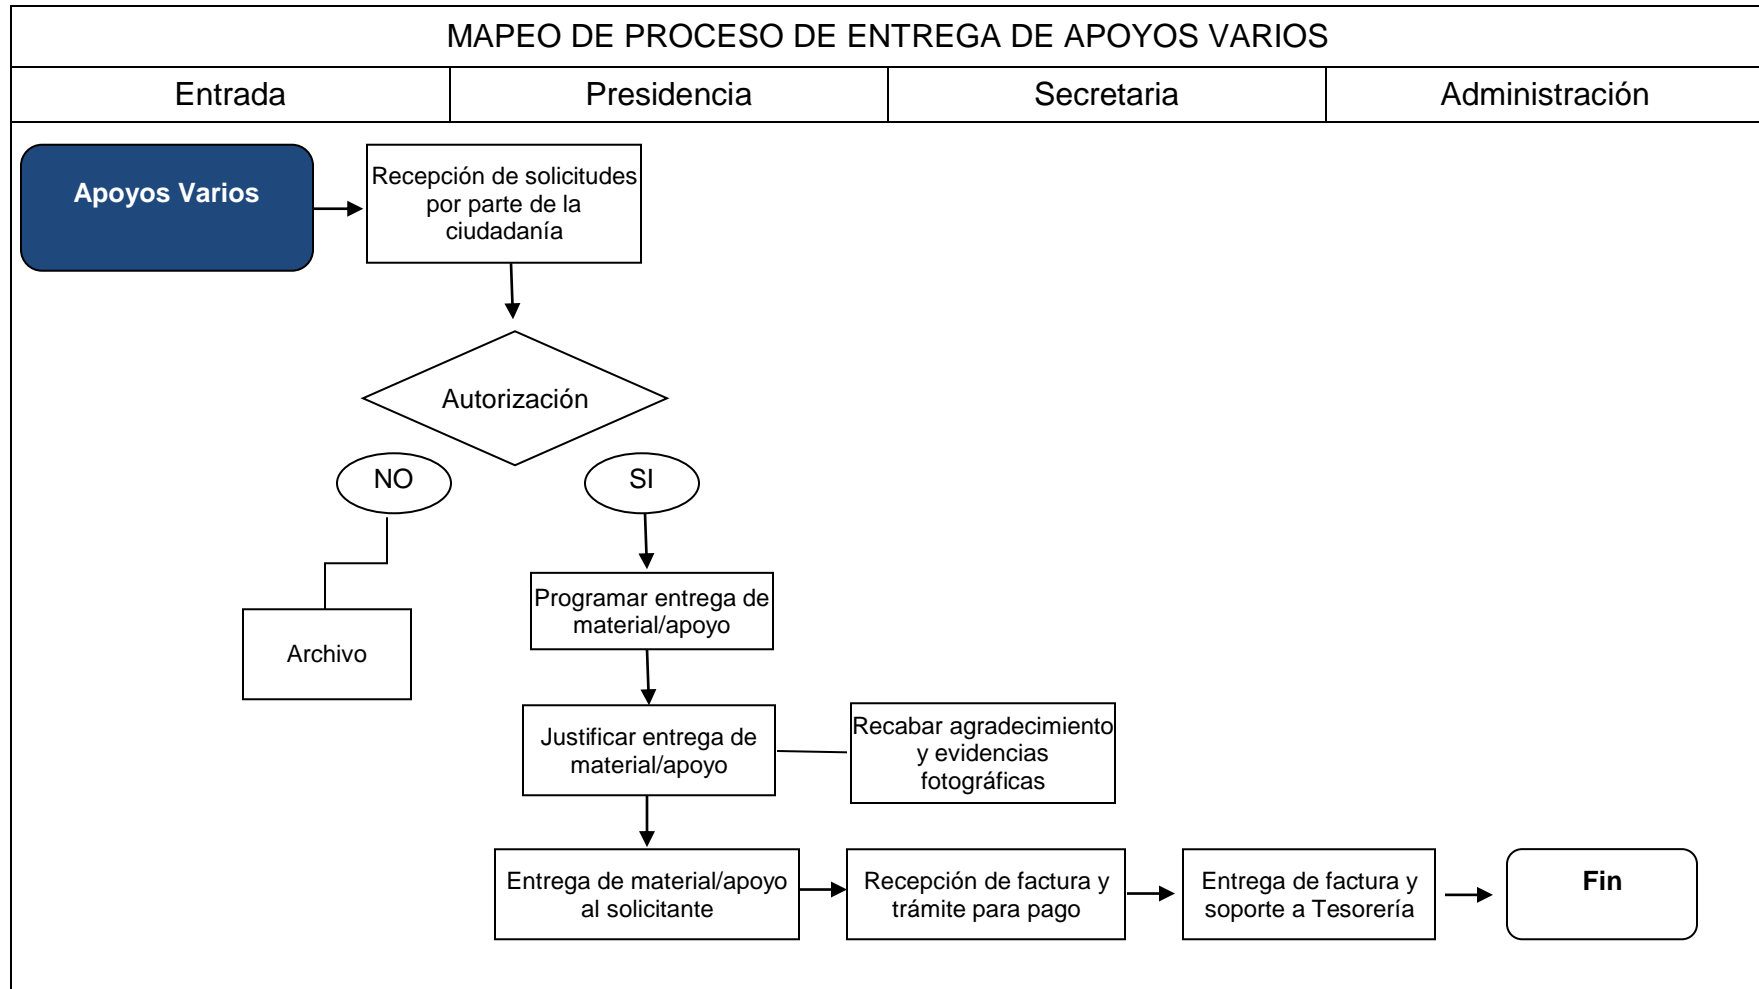 MAPEO DE PROCESO DE ENTREGA DE APOYOS VARIOS
Entrada
Presidencia
Secretaria
Administración
Apoyos Varios
Recepción de solicitudes
por parte de la
ciudadanía
Autorización
NO
SI
Programar entrega de
material/apoyo
Archivo
Justificar entrega de
material/apoyo
Recabar agradecimiento
y evidencias
fotográficas
Entrega de material/apoyo
al solicitante
Recepción de factura y
trámite para pago
Entrega de factura y
soporte a Tesorería
Fin